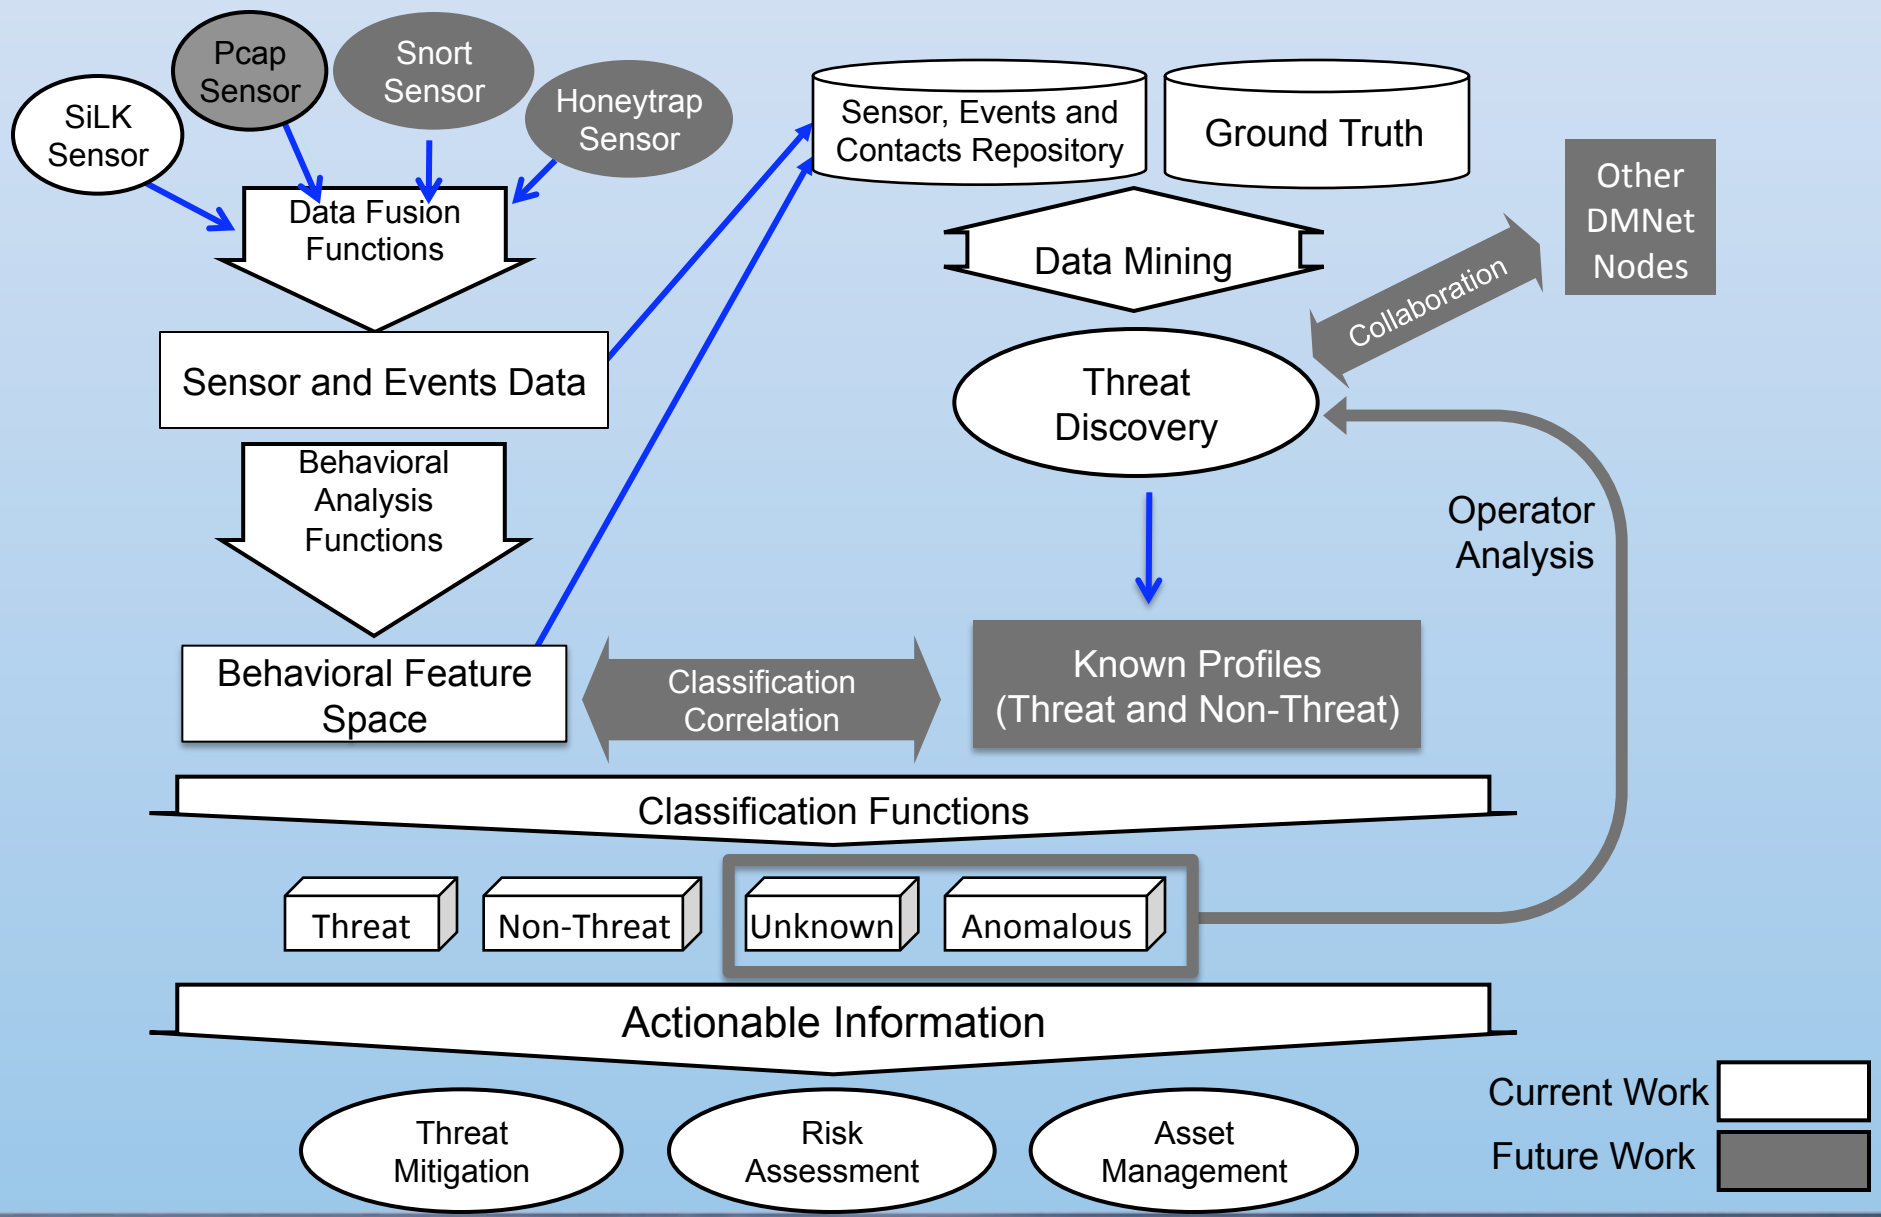 Pcap
Sensor
Snort
Sensor
SiLK
Sensor
Honeytrap
Sensor
Sensor, Events and
Contacts Repository
Ground Truth
Other
DMNet
Nodes
Data Fusion
Functions
Data Mining
Collaboration
Sensor and Events Data
Threat
Discovery
Behavioral
Analysis
Functions
Operator
Analysis
Behavioral Feature
Space
Classification
Correlation
Known Profiles
(Threat and Non-Threat)
Classification Functions
Threat
Non-Threat
Unknown
Anomalous
Actionable Information
Threat
Mitigation
Risk
Assessment
Asset
Management
Current Work
Future Work